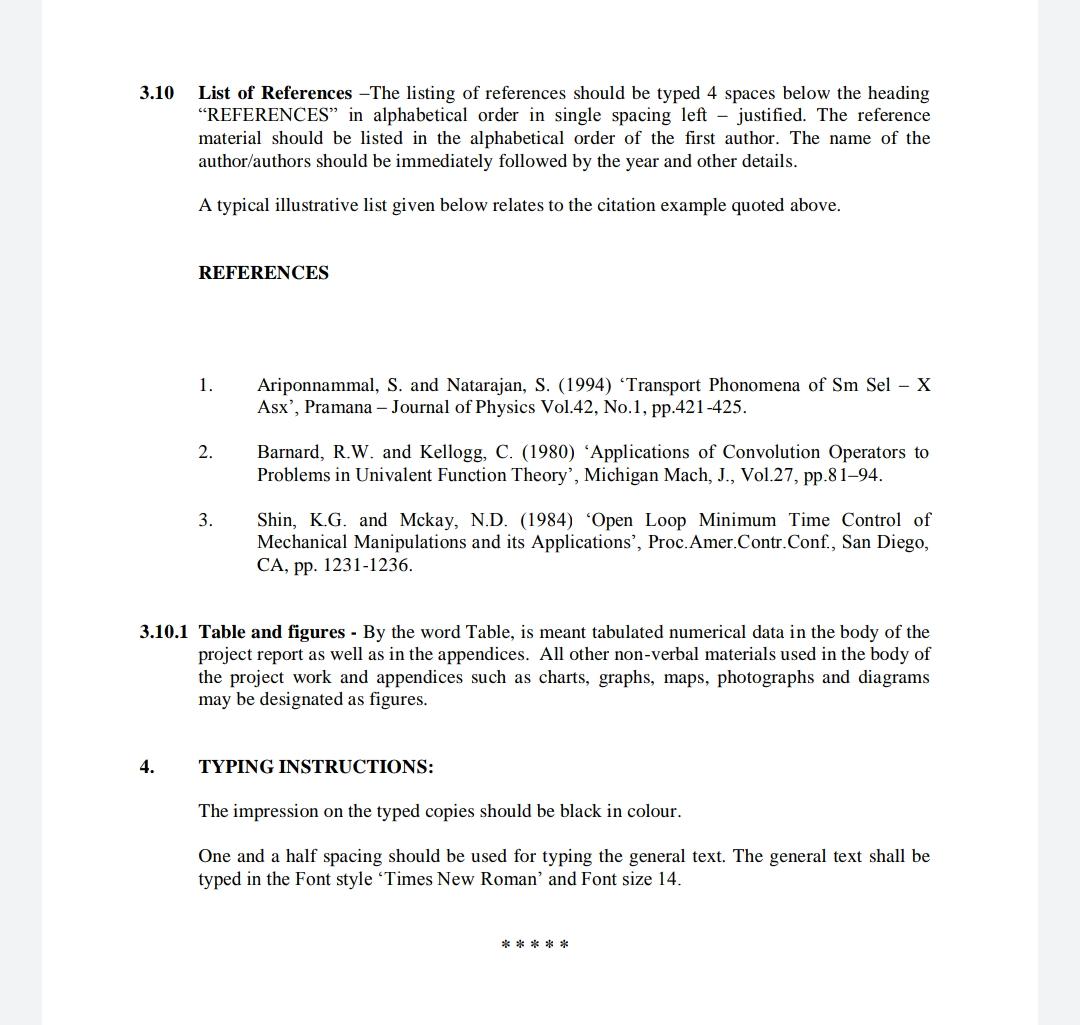 3.10 List of References –The listing of references should be typed 4 spaces below the heading
“REFERENCES” in alphabetical order in single spacing left – justified. The reference
material should be listed in the alphabetical order of the first author. The name of the
author/authors should be immediately followed by the year and other details.
A typical illustrative list given below relates to the citation example quoted above.
REFERENCES
1. Ariponnammal, S. and Natarajan, S. (1994) ‘Transport Phonomena of Sm Sel – X
Asx’, Pramana – Journal of Physics Vol.42, No.1, pp.421-425.
2. Barnard, R.W. and Kellogg, C. (1980) ‘Applications of Convolution Operators to
Problems in Univalent Function Theory’, Michigan Mach, J., Vol.27, pp.81–94.
3. Shin, K.G. and Mckay, N.D. (1984) ‘Open Loop Minimum Time Control of
Mechanical Manipulations and its Applications’, Proc.Amer.Contr.Conf., San Diego,
CA, pp. 1231-1236.
3.10.1 Table and figures - By the word Table, is meant tabulated numerical data in the body of the
project report as well as in the appendices. All other non-verbal materials used in the body of
the project work and appendices such as charts, graphs, maps, photographs and diagrams
may be designated as figures.
4. TYPING INSTRUCTIONS:
The impression on the typed copies should be black in colour.
One and a half spacing should be used for typing the general text. The general text shall be
typed in the Font style ‘Times New Roman’ and Font size 14.
* * * * *